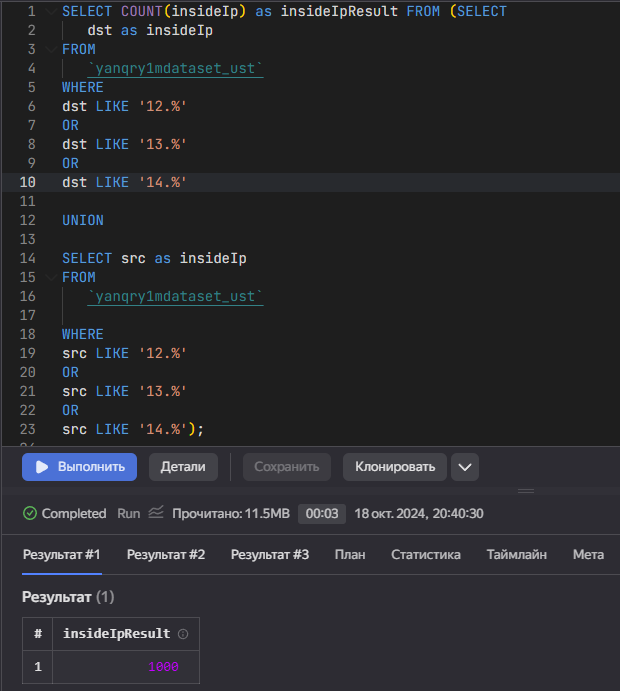 1 SELECT COUNT(insideIp) as insideIpResult FROM (SELECT
2 dst as insideIp
3 FROM
4 `yanqry1mdataset_ust`
5 WHERE
6 dst LIKE '12.%'
7 OR
8 dst LIKE '13.%'
9 OR
10 dst LIKE '14.%'
11
12 UNION
13
14 SELECT src as insideIp
15 FROM
16 `yanqry1mdataset_ust`
17
18 WHERE
19 src LIKE '12.%'
20 OR
21 src LIKE '13.%'
22 OR
23 src LIKE '14.%');
Выполнить Детали Сохранить Клонировать
Completed Run Прочитано: 11.5MB 00:03 18 окт. 2024, 20:40:30
Результат #1 Результат #2 Результат #3 План Статистика Таймлайн Мета
Результат (1)
# insideIpResult
1 1000